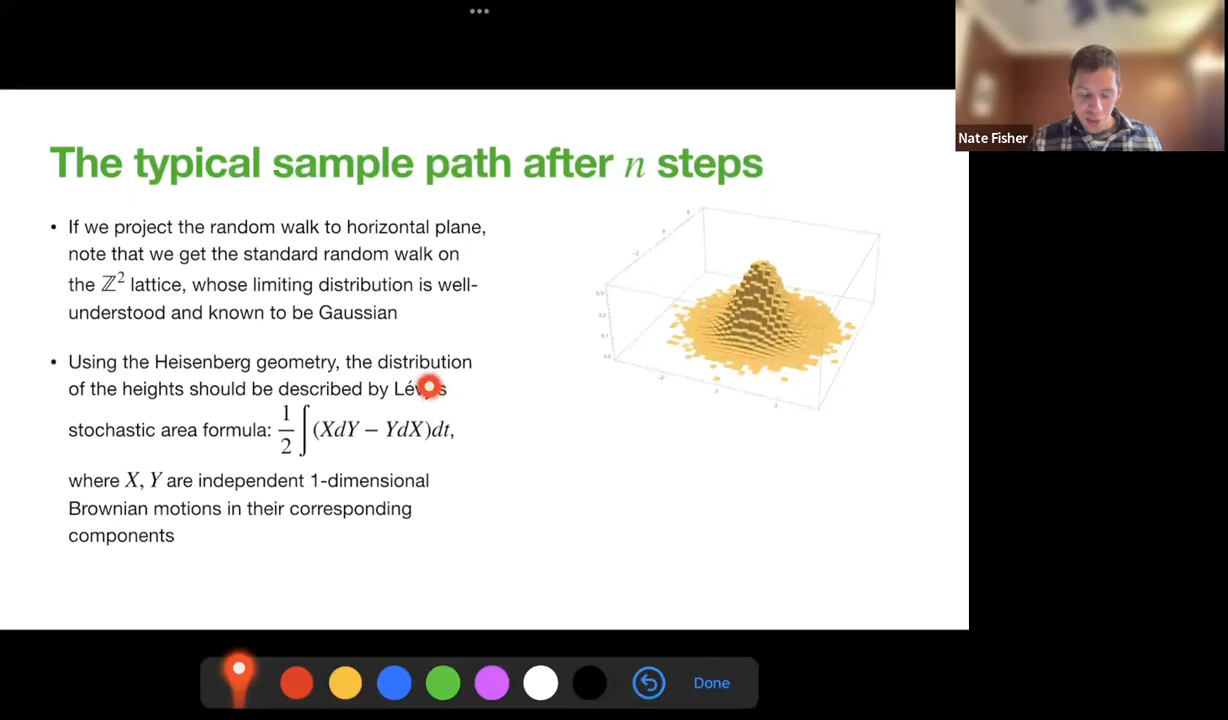 Nate Fisher
The typical sample path after n steps
• If we project the random walk to horizontal plane,
note that we get the standard random walk on
the ℤ² lattice, whose limiting distribution is well-
understood and known to be Gaussian
• Using the Heisenberg geometry, the distribution
of the heights should be described by Lévy's
stochastic area formula: 1/2 ∫ (XdY − YdX)dt,
where X, Y are independent 1-dimensional
Brownian motions in their corresponding
components
Done